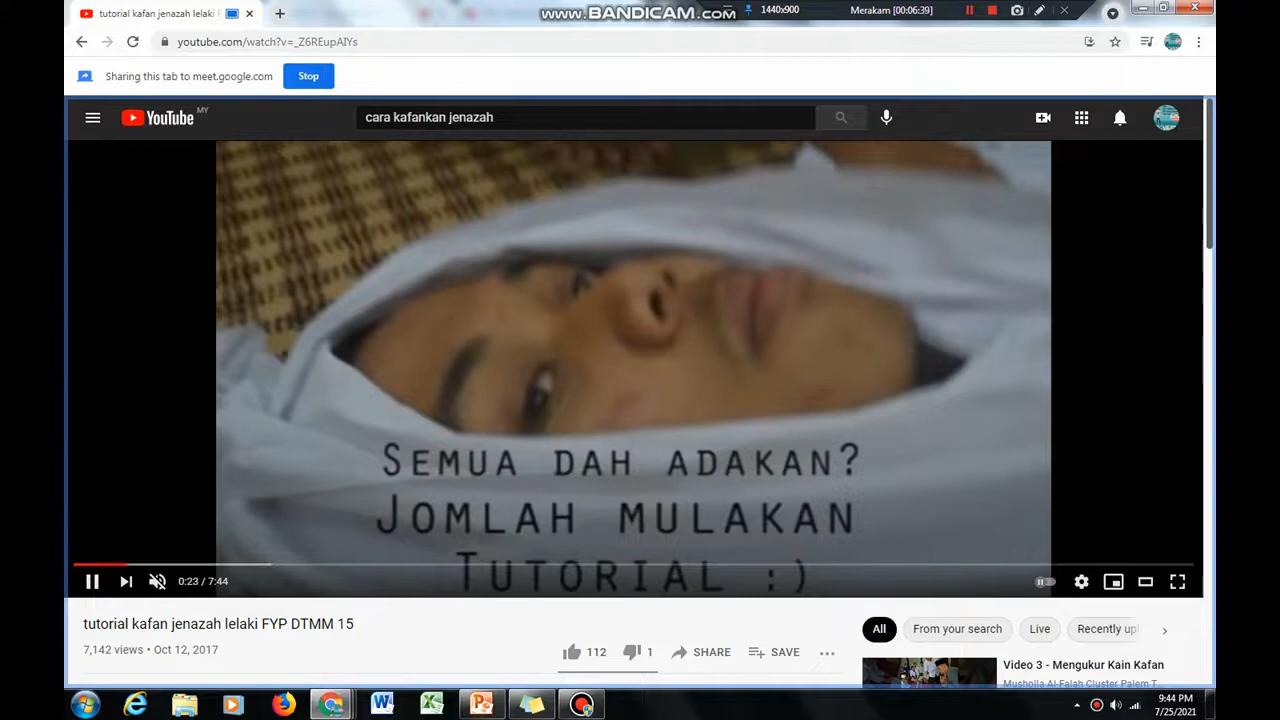 tutorial kafan jenazah lelaki
www.BANDICAM.com
1440x900
Merakam [00:06:39]
youtube.com/watch?v=_Z6REupAIYs
Sharing this tab to meet.google.com
Stop
YouTube MY
cara kafankan jenazah
SEMUA DAH ADAKAN?
JOMLAH MULAKAN
TUTORIAL :)
0:23 / 7:44
tutorial kafan jenazah lelaki FYP DTMM 15
7,142 views • Oct 12, 2017
112
1
SHARE
SAVE
All
From your search
Live
Recently upl
Video 3 - Mengukur Kain Kafan
Musholla Al-Falah Cluster Palem T...
9:44 PM
7/25/2021